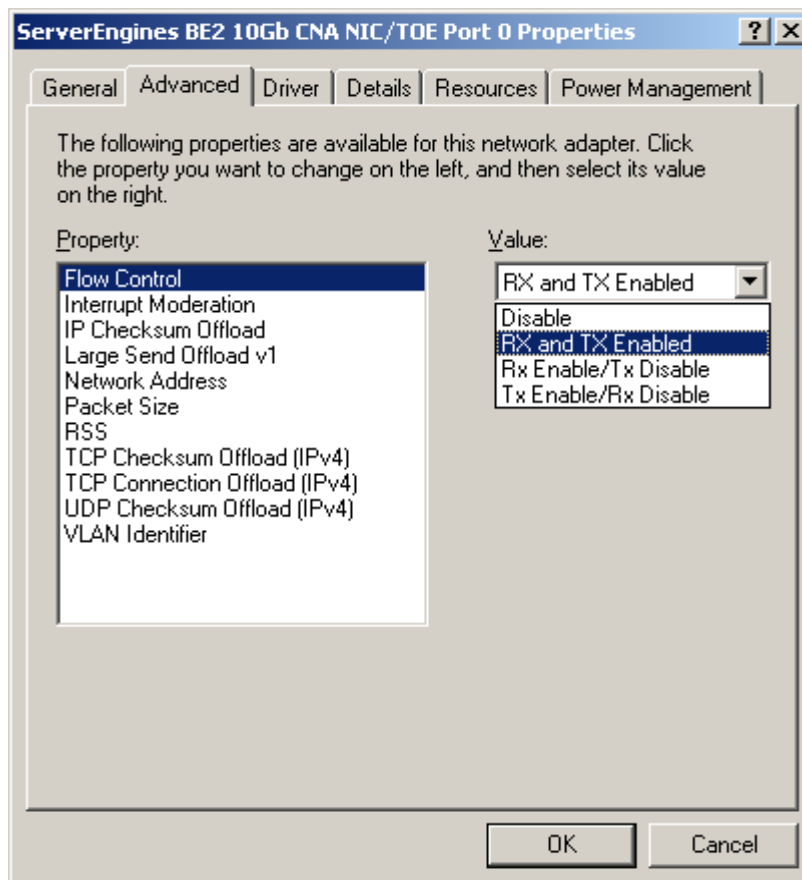 ServerEngines BE2 10Gb CNA NIC/TOE Port 0 Properties
General
Advanced
Driver
Details
Resources
Power Management
The following properties are available for this network adapter. Click
the property you want to change on the left, and then select its value
on the right.
Property:
Flow Control
Interrupt Moderation
IP Checksum Offload
Large Send Offload v1
Network Address
Packet Size
RSS
TCP Checksum Offload (IPv4)
TCP Connection Offload (IPv4)
UDP Checksum Offload (IPv4)
VLAN Identifier
Value:
RX and TX Enabled
Disable
RX and TX Enabled
Rx Enable/Tx Disable
Tx Enable/Rx Disable
OK
Cancel